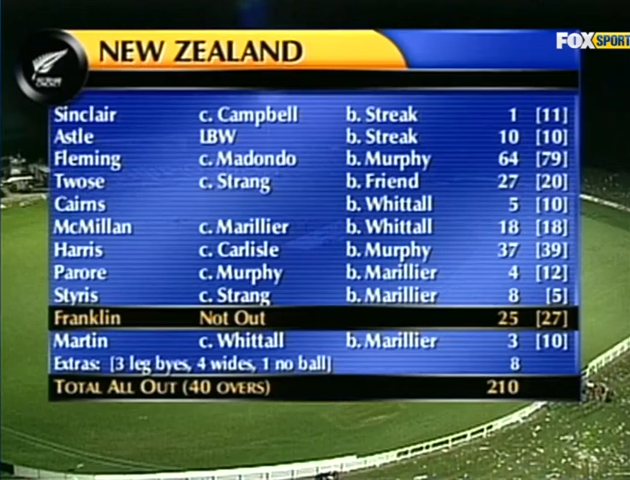 FOX SPORT
NEW ZEALAND
Sinclair c. Campbell b. Streak 1 [11]
Astle LBW b. Streak 10 [10]
Fleming c. Madondo b. Murphy 64 [79]
Twose c. Strang b. Friend 27 [20]
Cairns b. Whittall 5 [10]
McMillan c. Marillier b. Whittall 18 [18]
Harris c. Carlisle b. Murphy 37 [39]
Parore c. Murphy b. Marillier 4 [12]
Styris c. Strang b. Marillier 8 [5]
Franklin Not Out 25 [27]
Martin c. Whittall b. Marillier 3 [10]
Extras: [3 leg byes, 4 wides, 1 no ball] 8
TOTAL ALL OUT (40 OVERS) 210